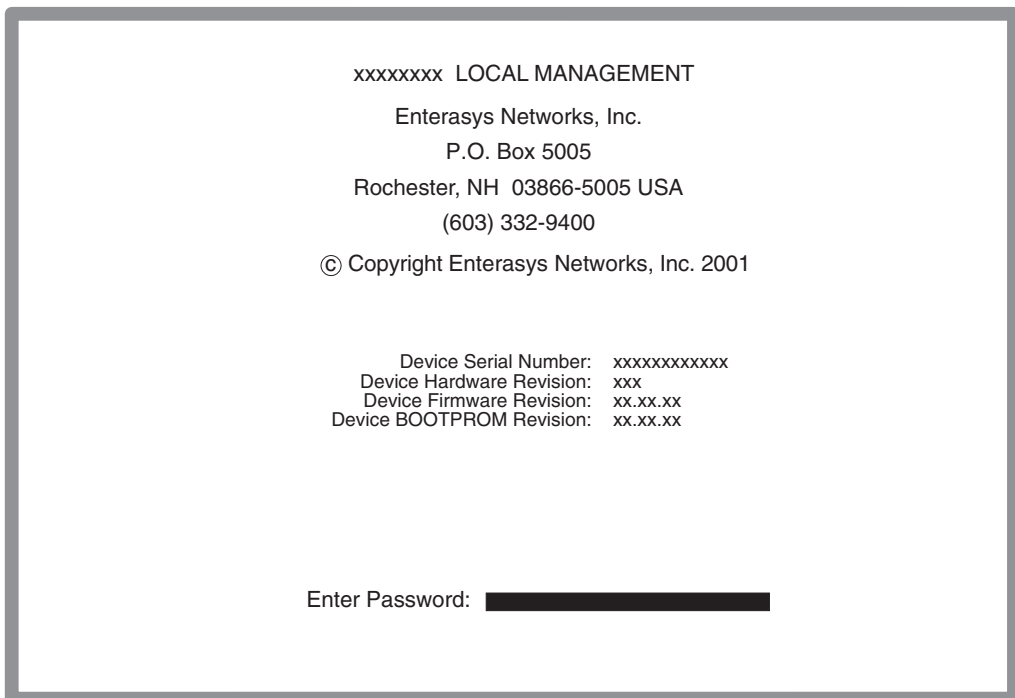 xxxxxxxx LOCAL MANAGEMENT
Enterasys Networks, Inc.
P.O. Box 5005
Rochester, NH 03866-5005 USA
(603) 332-9400
© Copyright Enterasys Networks, Inc. 2001
Device Serial Number: xxxxxxxxxxxx
Device Hardware Revision: xxx
Device Firmware Revision: xx.xx.xx
Device BOOTPROM Revision: xx.xx.xx
Enter Password: